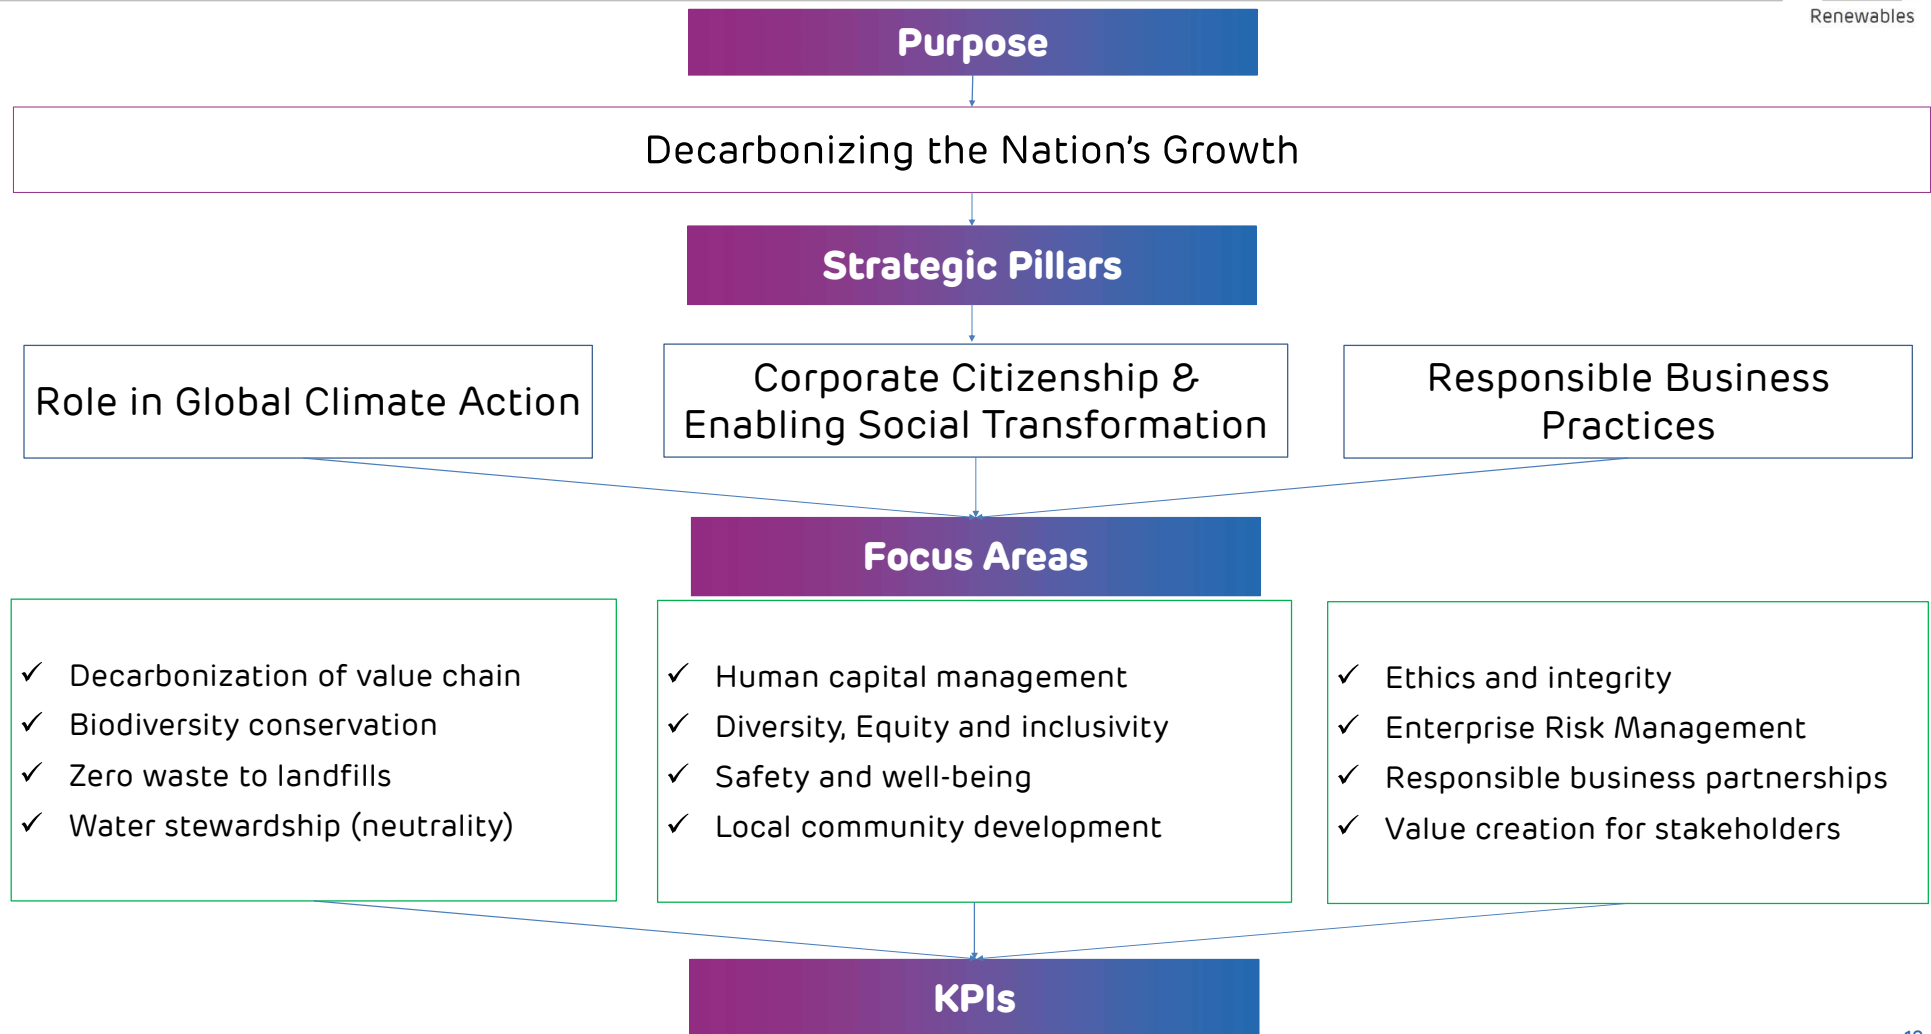 Renewables
Purpose
Decarbonizing the Nation's Growth
Strategic Pillars
Role in Global Climate Action
Corporate Citizenship &
Enabling Social Transformation
Responsible Business
Practices
Focus Areas
✓ Decarbonization of value chain
✓ Biodiversity conservation
✓ Zero waste to landfills
✓ Water stewardship (neutrality)
✓ Human capital management
✓ Diversity, Equity and inclusivity
✓ Safety and well-being
✓ Local community development
✓ Ethics and integrity
✓ Enterprise Risk Management
✓ Responsible business partnerships
✓ Value creation for stakeholders
KPIs